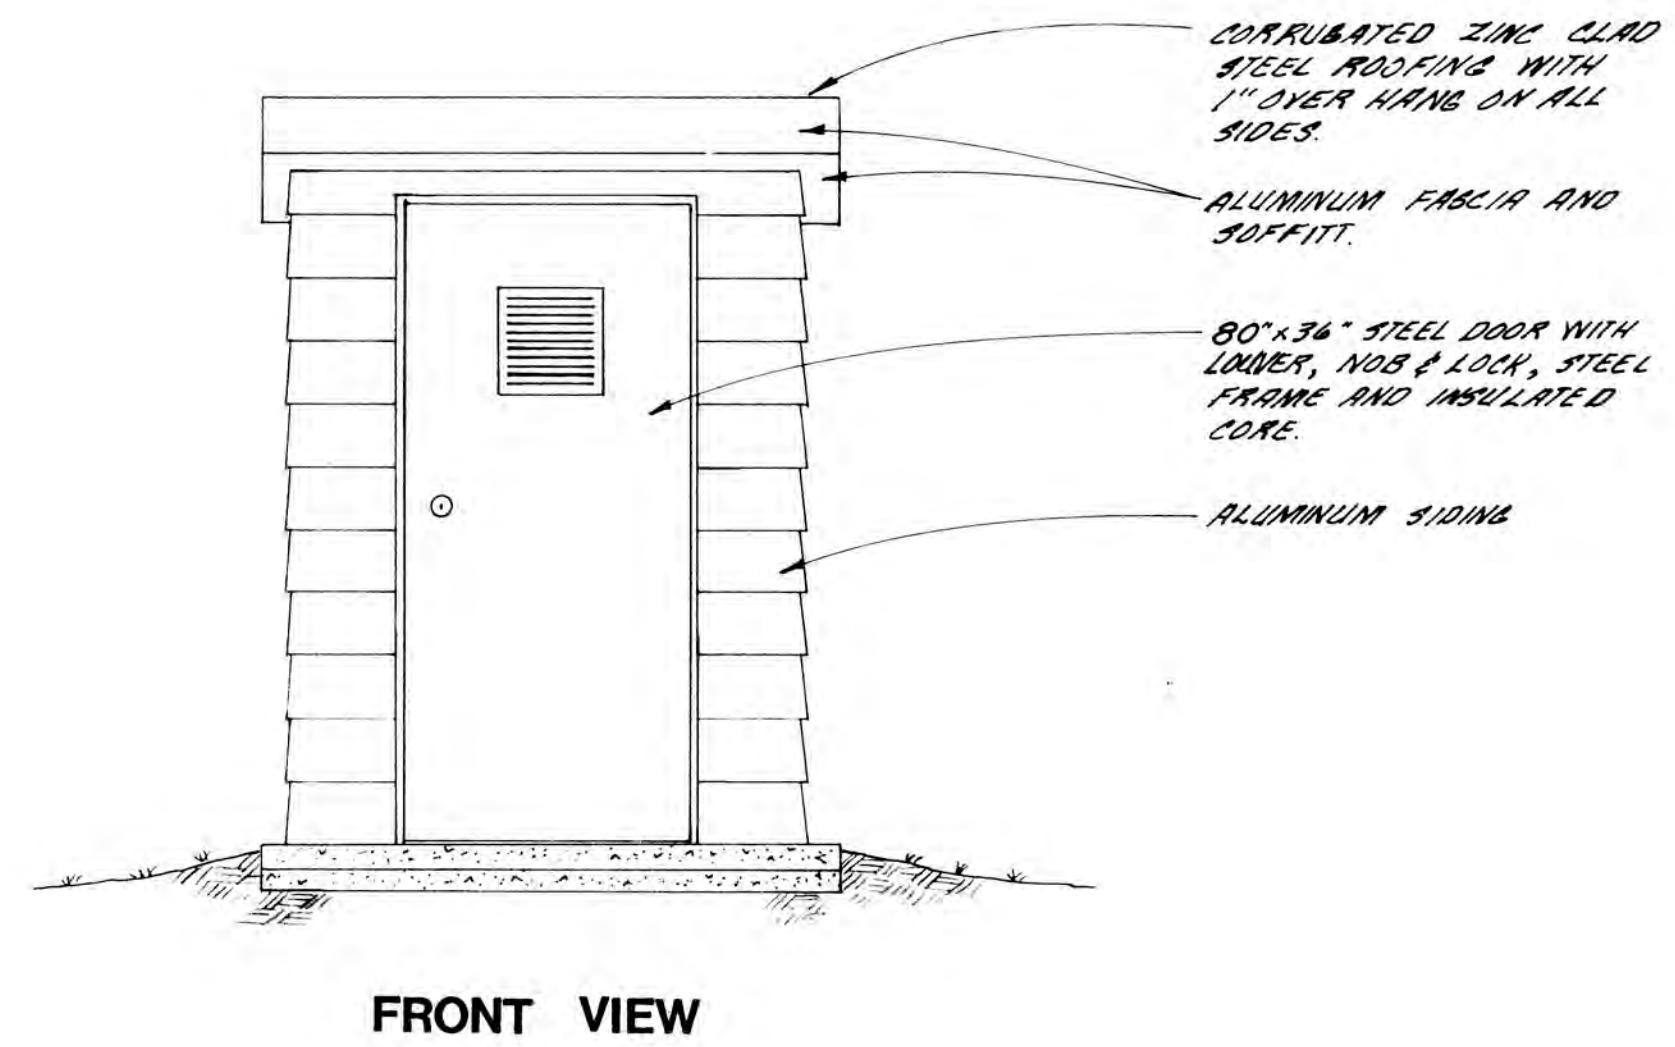 CORRUGATED ZINC CLAD
STEEL ROOFING WITH
1" OVER HANG ON ALL
SIDES.
ALUMINUM FASCIA AND
SOFFITT.
80"x36" STEEL DOOR WITH
LOUVER, NOB & LOCK, STEEL
FRAME AND INSULATED
CORE.
ALUMINUM SIDING
FRONT VIEW